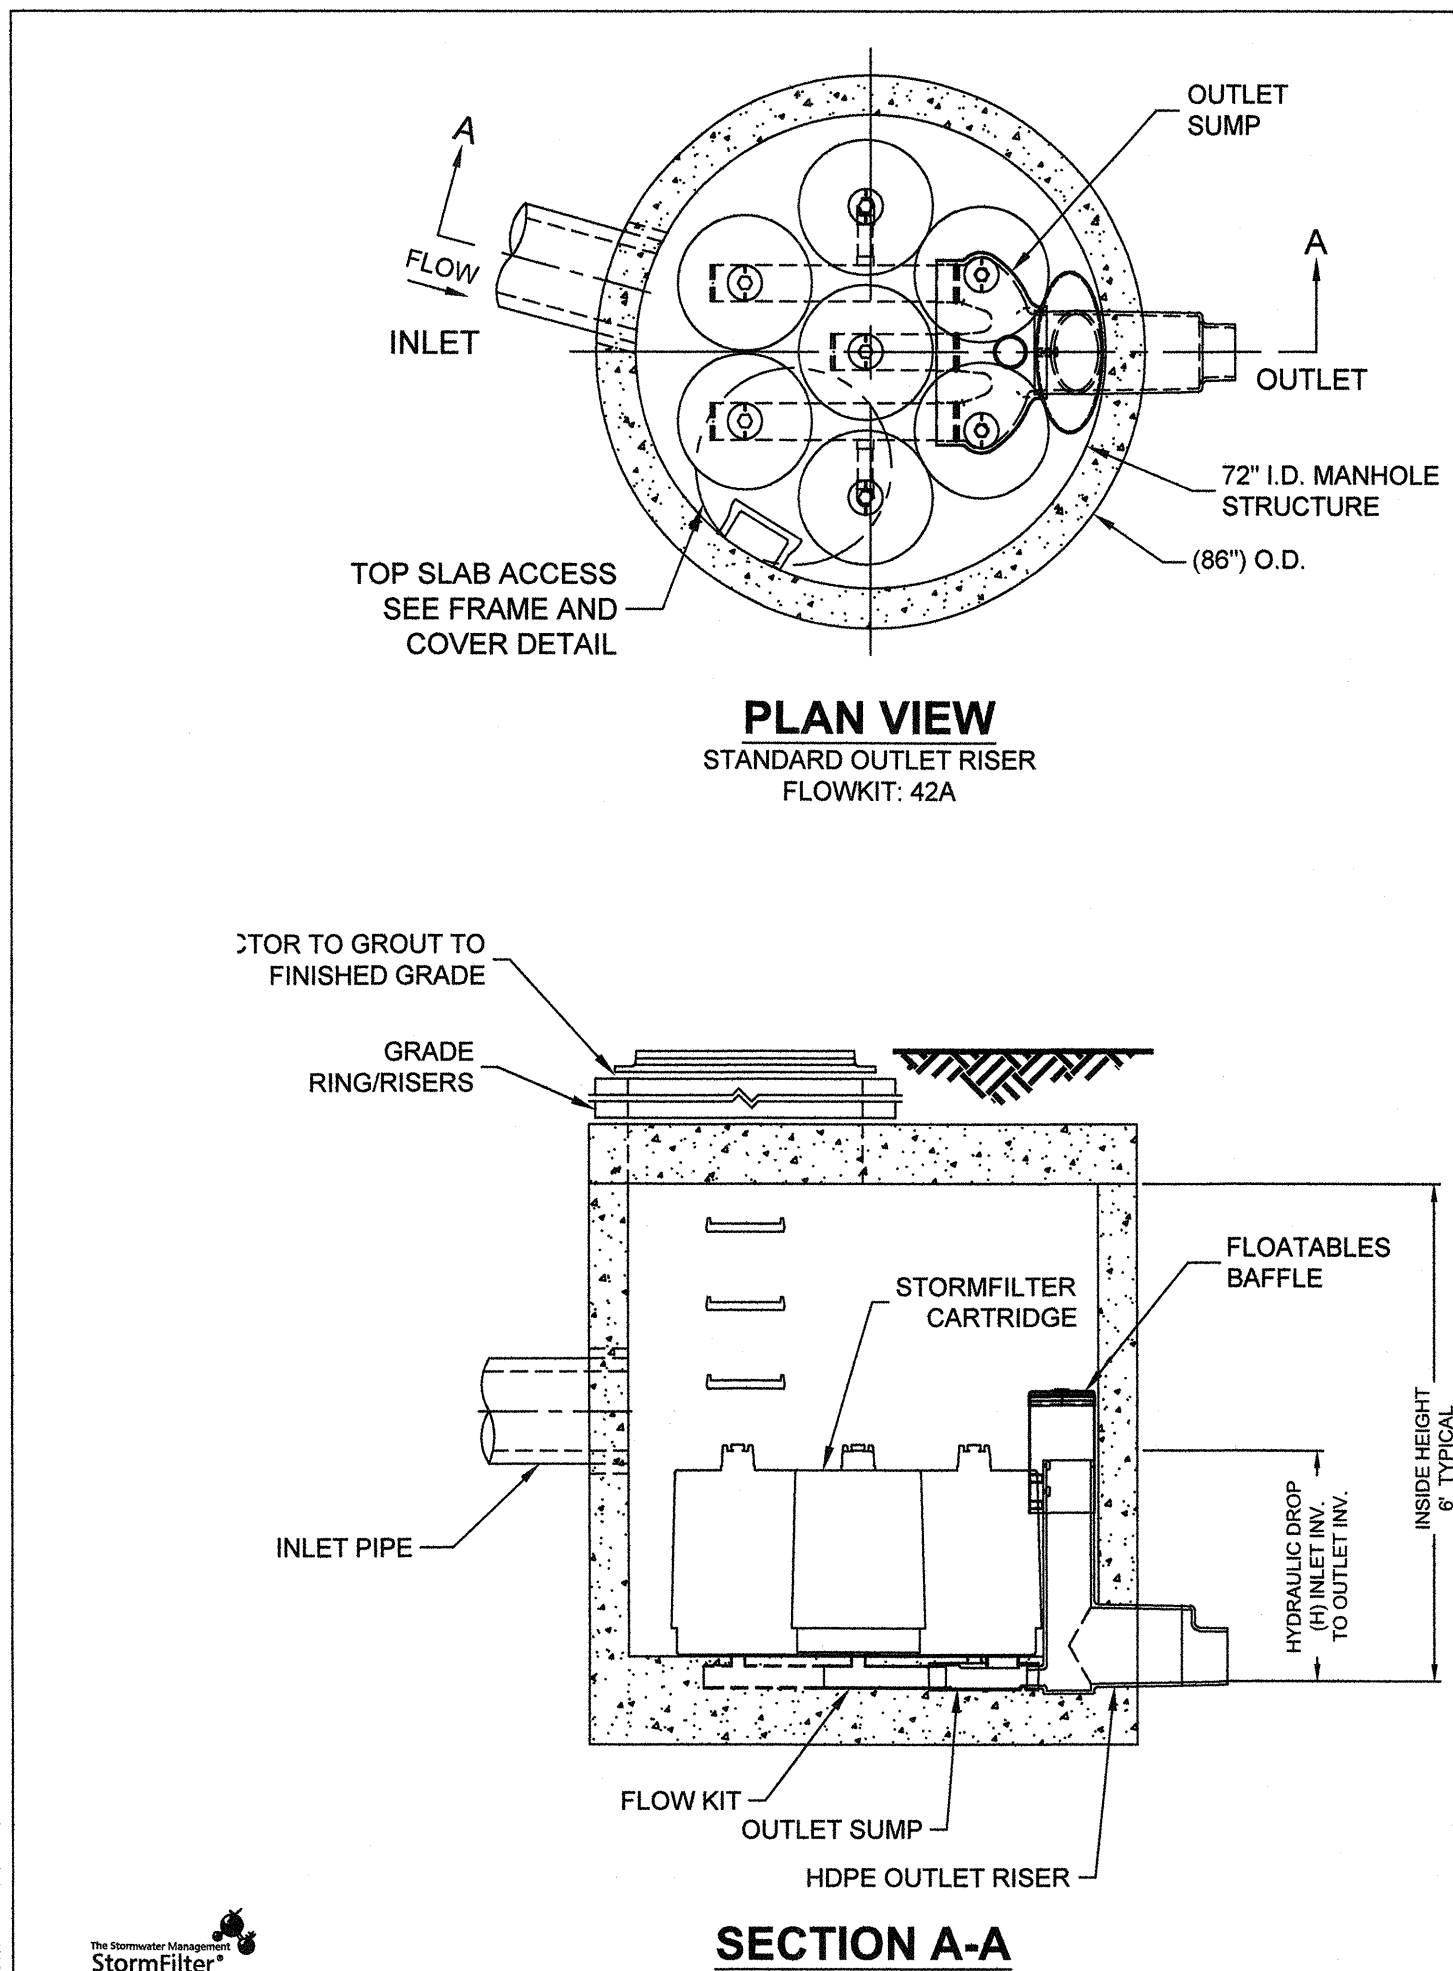 OUTLET
SUMP
A
FLOW
INLET
A
OUTLET
72" I.D. MANHOLE
STRUCTURE
(86") O.D.
TOP SLAB ACCESS
SEE FRAME AND
COVER DETAIL
PLAN VIEW
STANDARD OUTLET RISER
FLOWKIT: 42A
TO GROUT TO
FINISHED GRADE
GRADE
RING/RISERS
FLOATABLES
BAFFLE
STORMFILTER
CARTRIDGE
INLET PIPE
HYDRAULIC DROP
(H) INLET INV.
TO OUTLET INV.
INSIDE HEIGHT
6' TYPICAL
FLOW KIT
OUTLET SUMP
HDPE OUTLET RISER
SECTION A-A
The Stormwater Management
StormFilter®